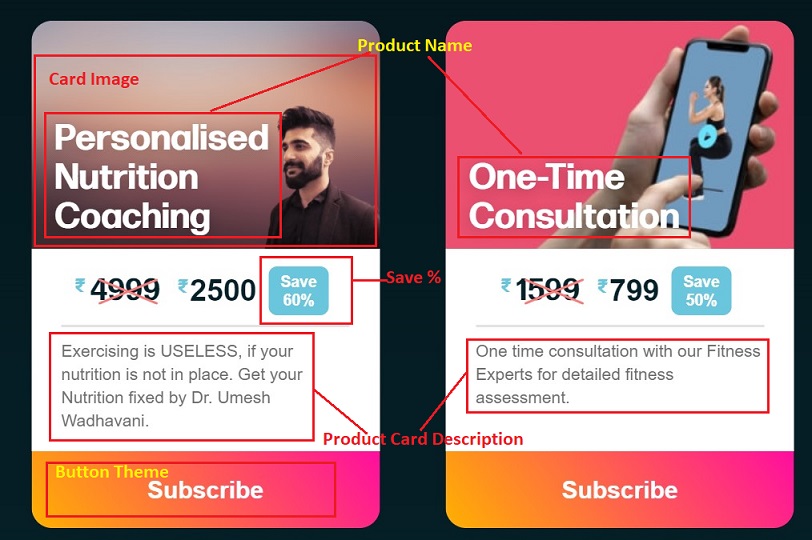 Product Name
Card Image
Personalised
Nutrition
Coaching
₹ 4999 ₹ 2500
Save
60%
Save %
Exercising is USELESS, if your
nutrition is not in place. Get your
Nutrition fixed by Dr. Umesh
Wadhavani.
Product Card Description
Button Theme
Subscribe
One-Time
Consultation
₹ 1599 ₹ 799
Save
50%
One time consultation with our Fitness
Experts for detailed fitness
assessment.
Subscribe